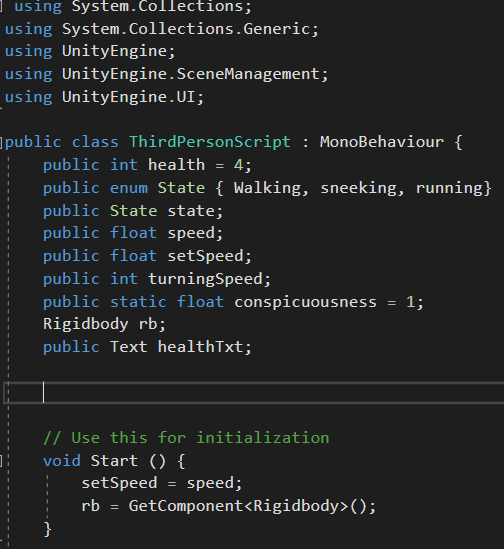 using System.Collections;
using System.Collections.Generic;
using UnityEngine;
using UnityEngine.SceneManagement;
using UnityEngine.UI;
public class ThirdPersonScript : MonoBehaviour {
public int health = 4;
public enum State { Walking, sneeking, running}
public State state;
public float speed;
public float setSpeed;
public int turningSpeed;
public static float conspicuousness = 1;
Rigidbody rb;
public Text healthTxt;
// Use this for initialization
void Start () {
setSpeed = speed;
rb = GetComponent<Rigidbody>();
}